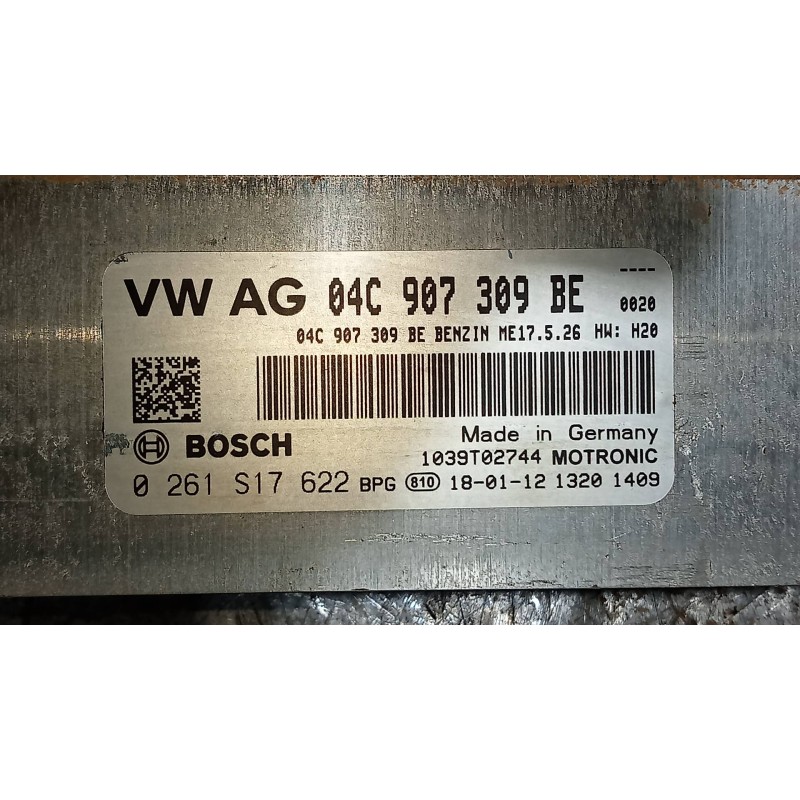 ----
VW AG 04C 907 309 BE 0020
04C 907 309 BE BENZIN ME17.5.26 HW: H20
BOSCH
Made in Germany
1039T02744 MOTRONIC
0 261 S17 622 BPG 810 18-01-12 1320 1409